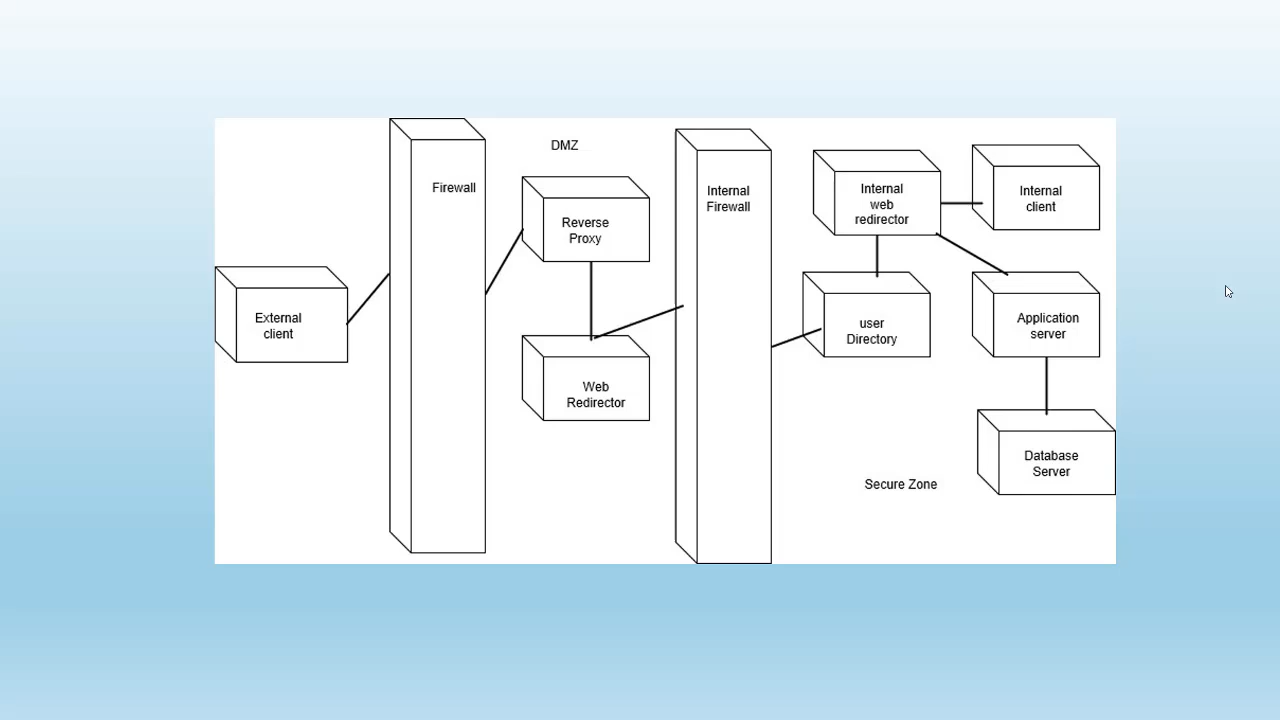 DMZ
Firewall
Internal
Firewall
Internal
web
redirector
Internal
client
Reverse
Proxy
External
client
user
Directory
Application
server
Web
Redirector
Database
Server
Secure Zone